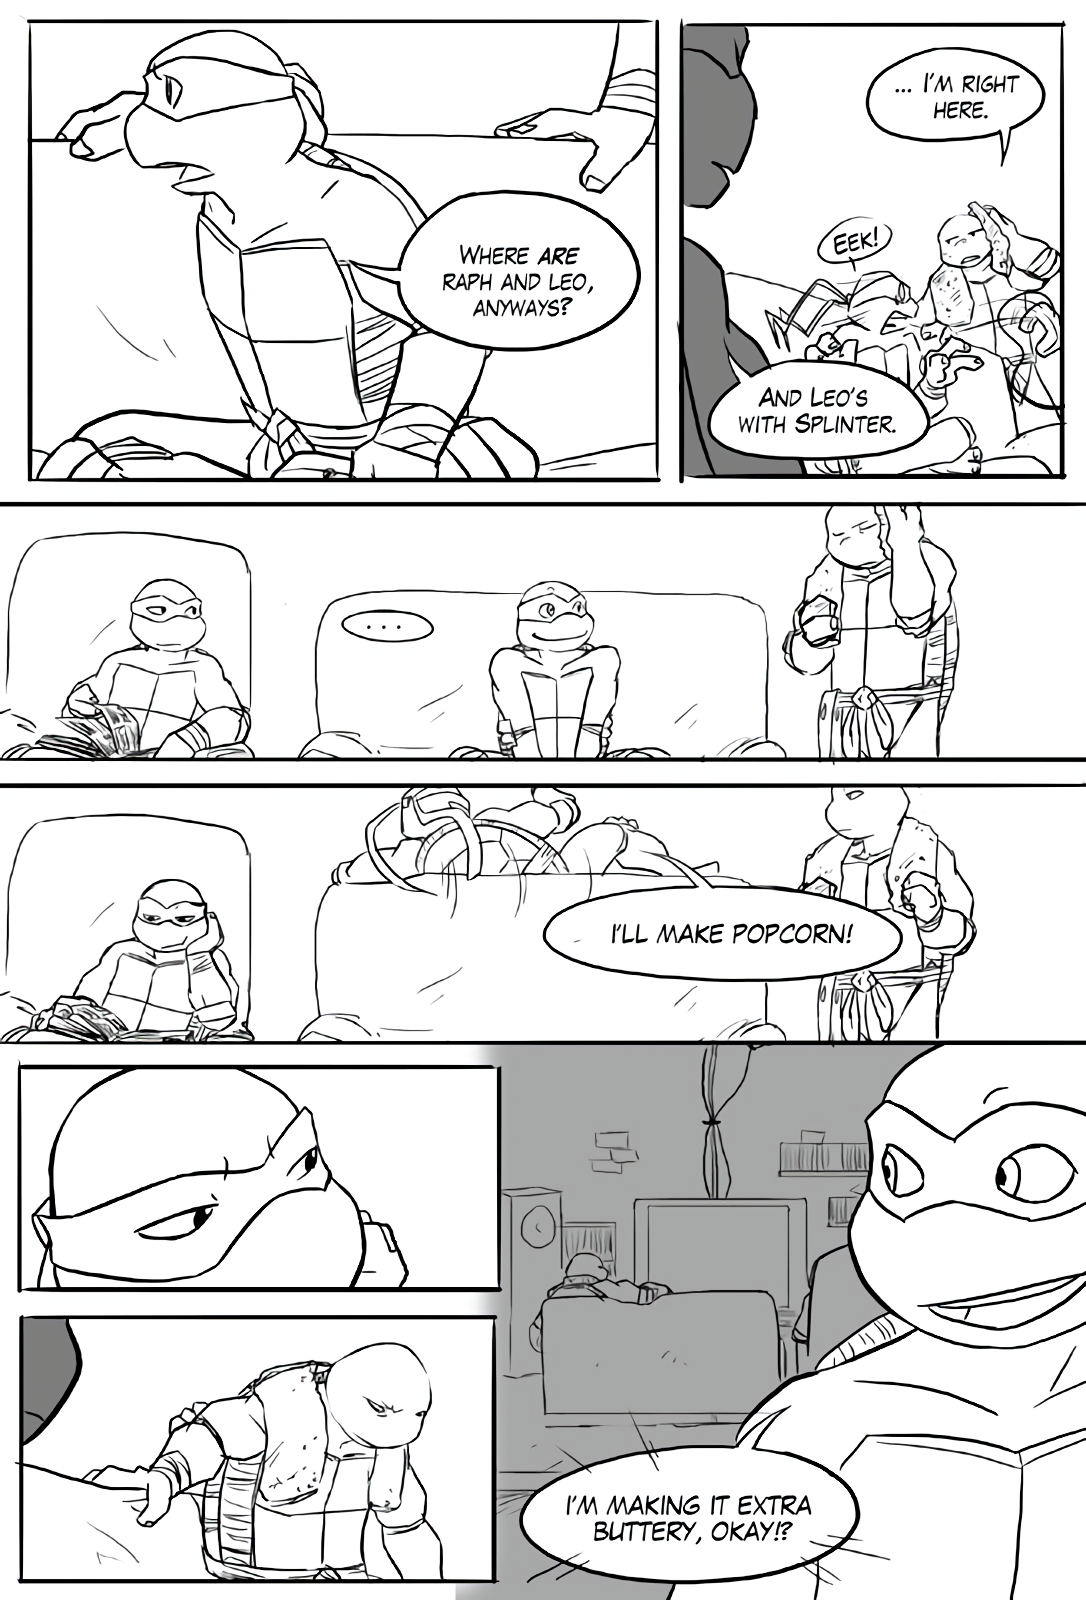 WHERE ARE
RAPH AND LEO,
ANYWAYS?
... I'M RIGHT
HERE.
EEK!
AND LEO'S
WITH SPLINTER.
...
I'LL MAKE POPCORN!
I'M MAKING IT EXTRA
BUTTERY, OKAY!?